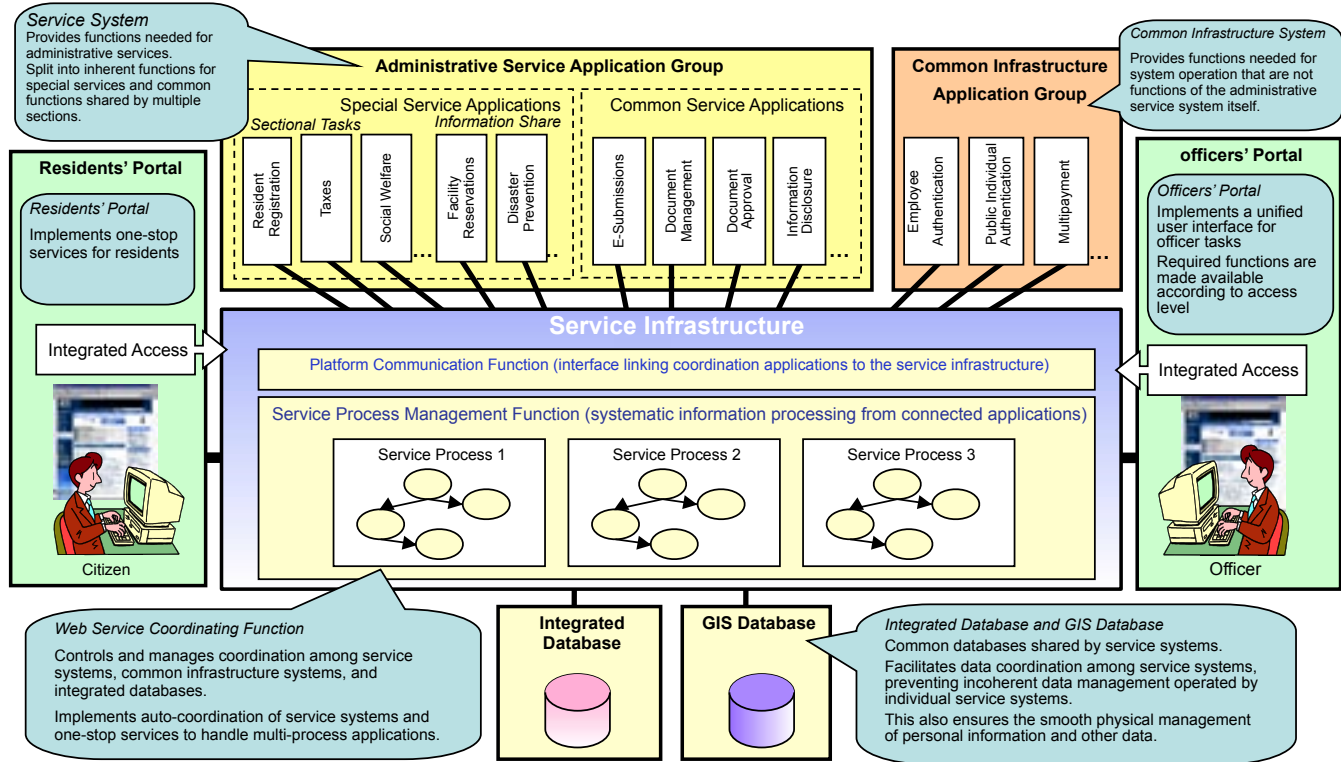 Service System
Provides functions needed for
administrative services.
Split into inherent functions for
special services and common
functions shared by multiple
sections.
Administrative Service Application Group
Special Service Applications
Sectional Tasks
Information Share
Resident
Registration
Taxes
Social Welfare
...
Facility
Reservations
Disaster
Prevention
..
Common Service Applications
E-Submissions
Document
Management
Document
Approval
Information
Disclosure
...
Common Infrastructure
Application Group
Employee
Authentication
Public Individual
Authentication
Multipayment
...
Common Infrastructure System
Provides functions needed for
system operation that are not
functions of the administrative
service system itself.
Residents' Portal
Residents' Portal
Implements one-stop
services for residents
Integrated Access
Citizen
officers' Portal
Officers' Portal
Implements a unified
user interface for
officer tasks
Required functions are
made available
according to access
level
Integrated Access
Officer
Service Infrastructure
Platform Communication Function (interface linking coordination applications to the service infrastructure)
Service Process Management Function (systematic information processing from connected applications)
Service Process 1
Service Process 2
Service Process 3
Web Service Coordinating Function
Controls and manages coordination among service
systems, common infrastructure systems, and
integrated databases.
Implements auto-coordination of service systems and
one-stop services to handle multi-process applications.
Integrated
Database
GIS Database
Integrated Database and GIS Database
Common databases shared by service systems.
Facilitates data coordination among service systems,
preventing incoherent data management operated by
individual service systems.
This also ensures the smooth physical management
of personal information and other data.